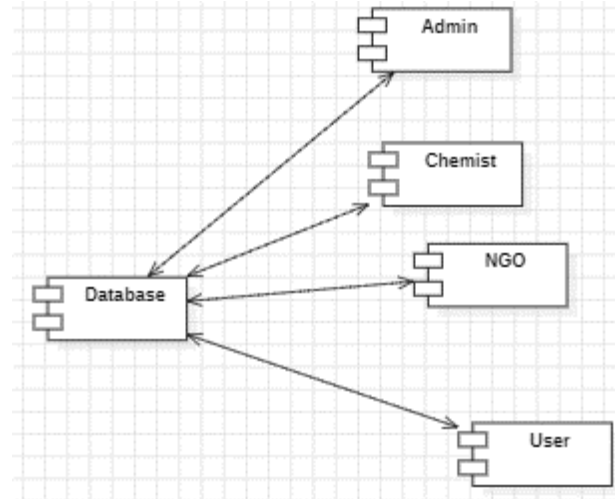 Admin
Chemist
NGO
Database
User